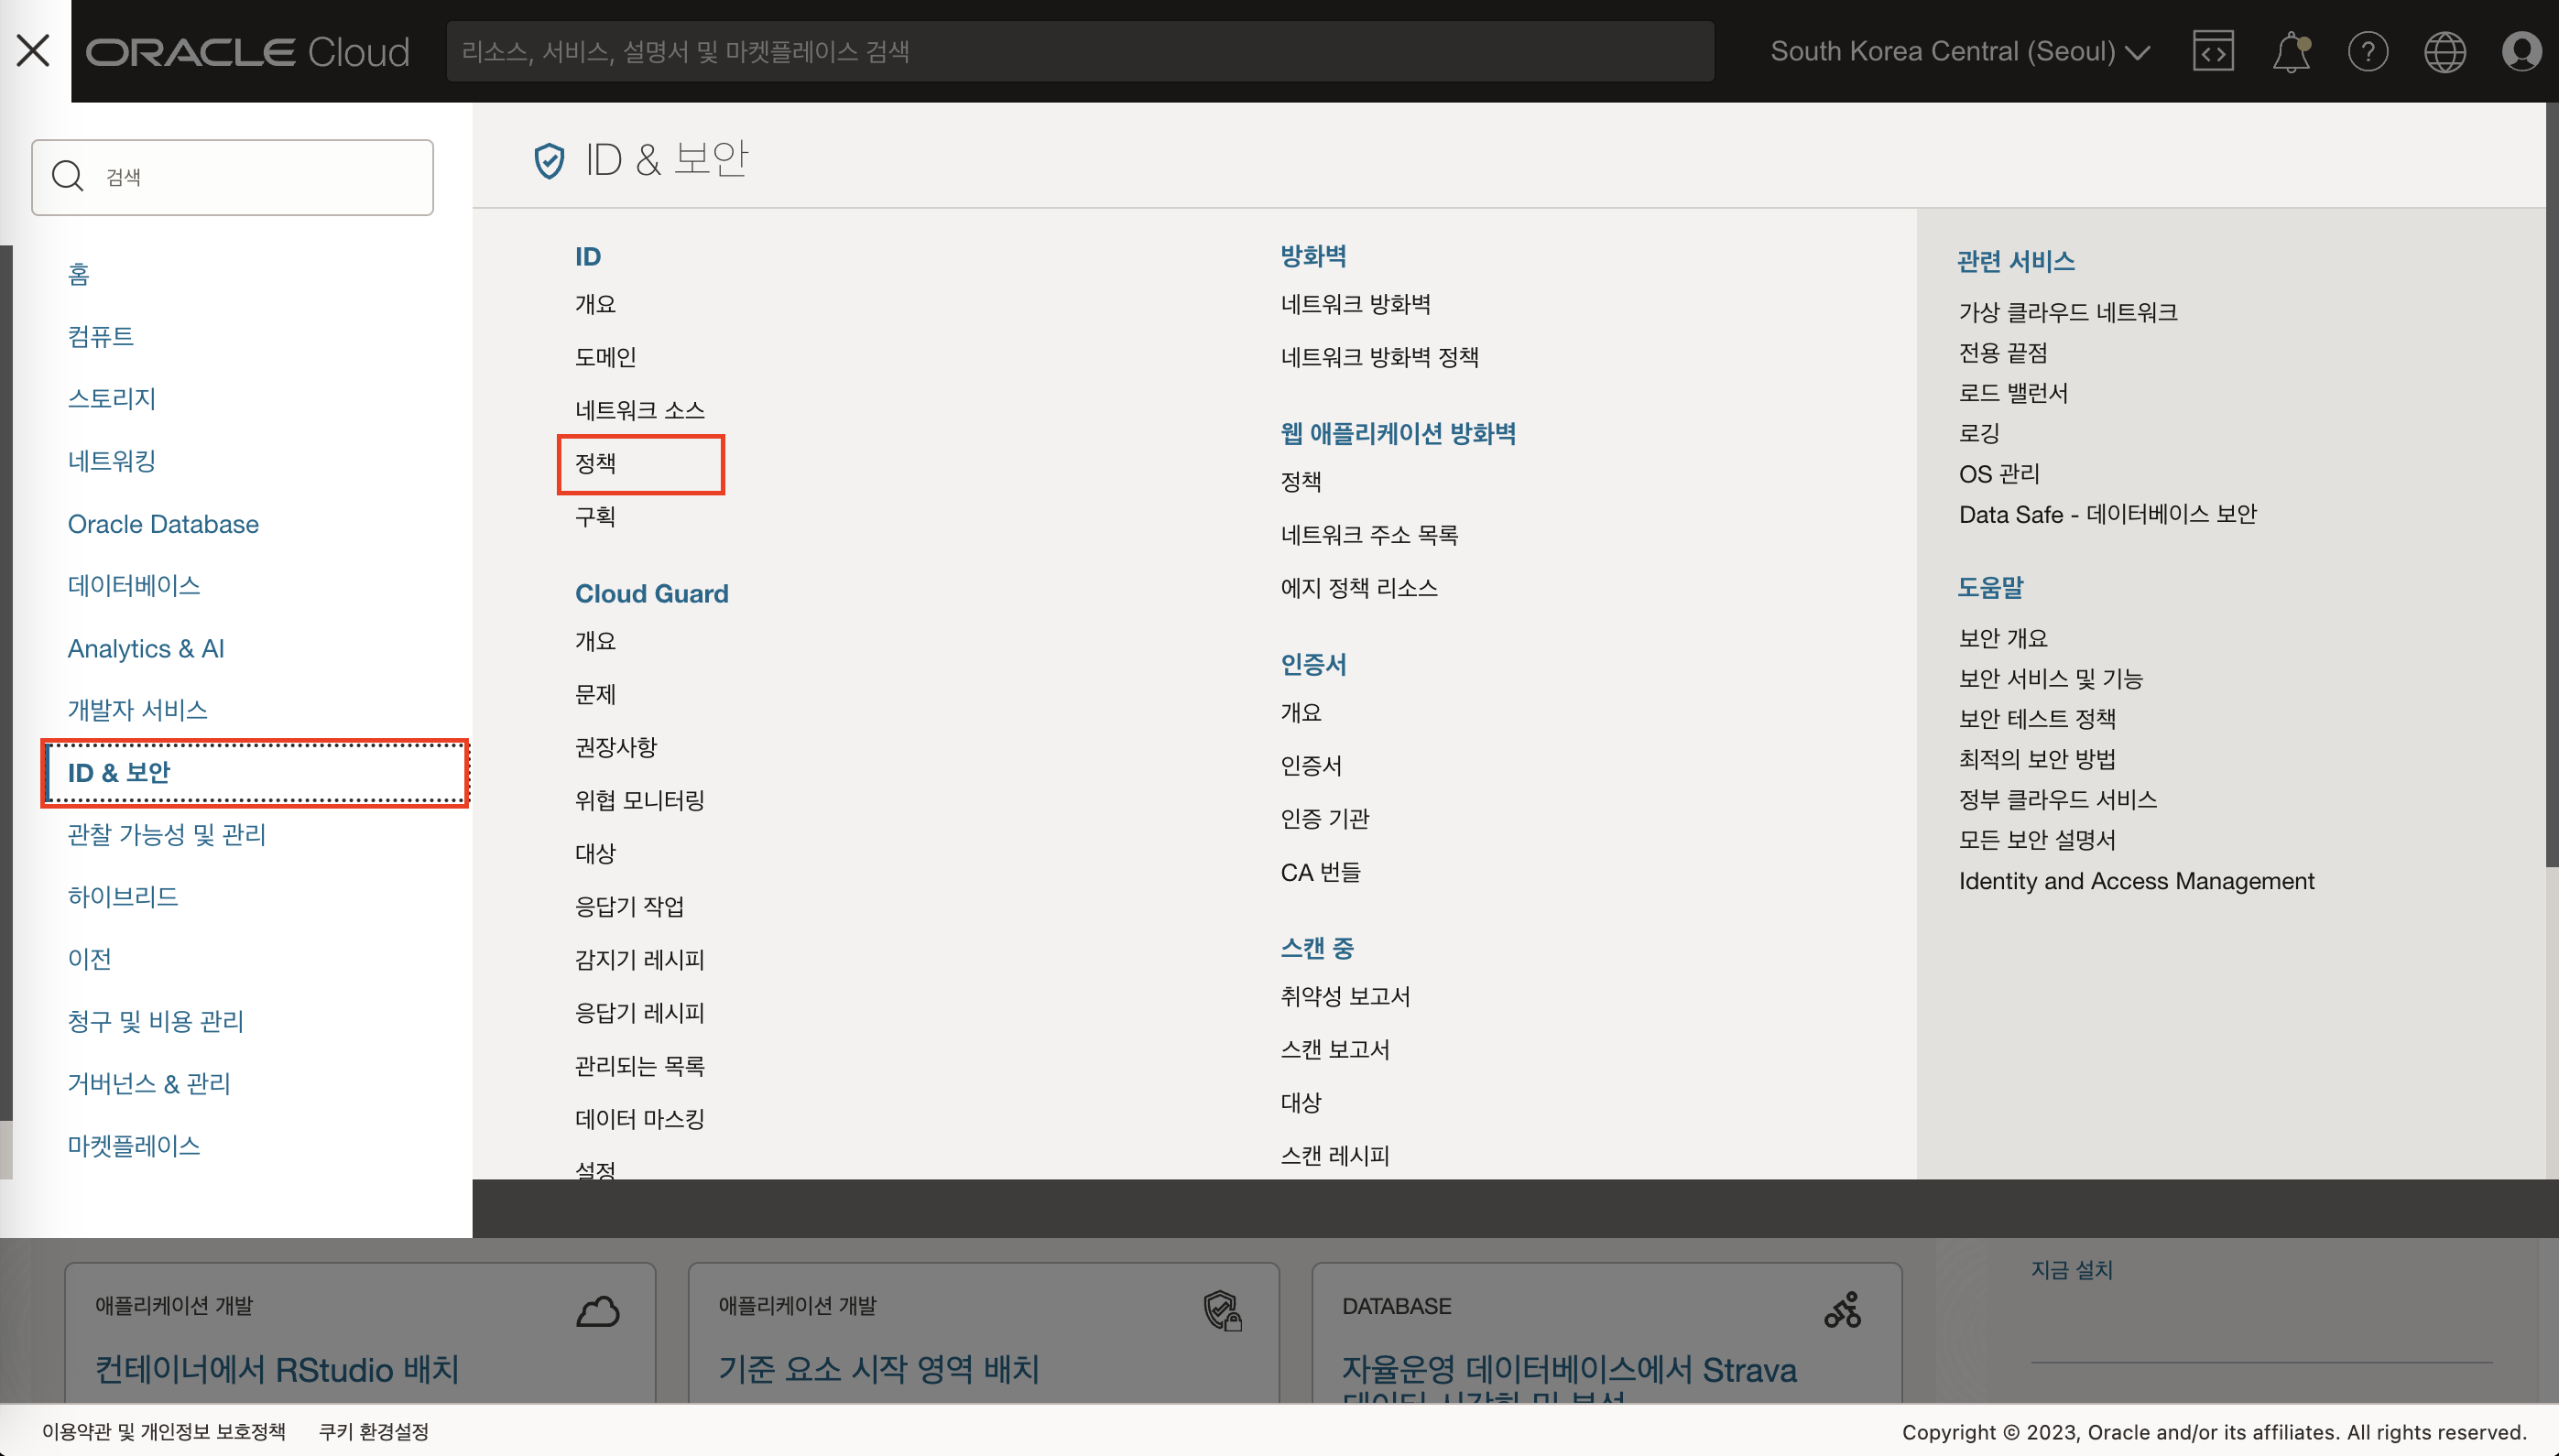 ORACLE Cloud
리소스, 서비스, 설명서 및 마켓플레이스 검색
South Korea Central (Seoul)
검색
홈
컴퓨트
스토리지
네트워킹
Oracle Database
데이터베이스
Analytics & AI
개발자 서비스
ID & 보안
관찰 가능성 및 관리
하이브리드
이전
청구 및 비용 관리
거버넌스 & 관리
마켓플레이스
ID & 보안
ID
개요
도메인
네트워크 소스
정책
구획
Cloud Guard
개요
문제
권장사항
위협 모니터링
대상
응답기 작업
감지기 레시피
응답기 레시피
관리되는 목록
데이터 마스킹
설정
방화벽
네트워크 방화벽
네트워크 방화벽 정책
웹 애플리케이션 방화벽
정책
네트워크 주소 목록
에지 정책 리소스
인증서
개요
인증서
인증 기관
CA 번들
스캔 중
취약성 보고서
스캔 보고서
대상
스캔 레시피
관련 서비스
가상 클라우드 네트워크
전용 끝점
로드 밸런서
로깅
OS 관리
Data Safe - 데이터베이스 보안
도움말
보안 개요
보안 서비스 및 기능
보안 테스트 정책
최적의 보안 방법
정부 클라우드 서비스
모든 보안 설명서
Identity and Access Management
애플리케이션 개발
컨테이너에서 RStudio 배치
애플리케이션 개발
기준 요소 시작 영역 배치
DATABASE
자율운영 데이터베이스에서 Strava
데이터 시각화 및 분석
지금 설치
이용약관 및 개인정보 보호정책
쿠키 환경설정
Copyright © 2023, Oracle and/or its affiliates. All rights reserved.